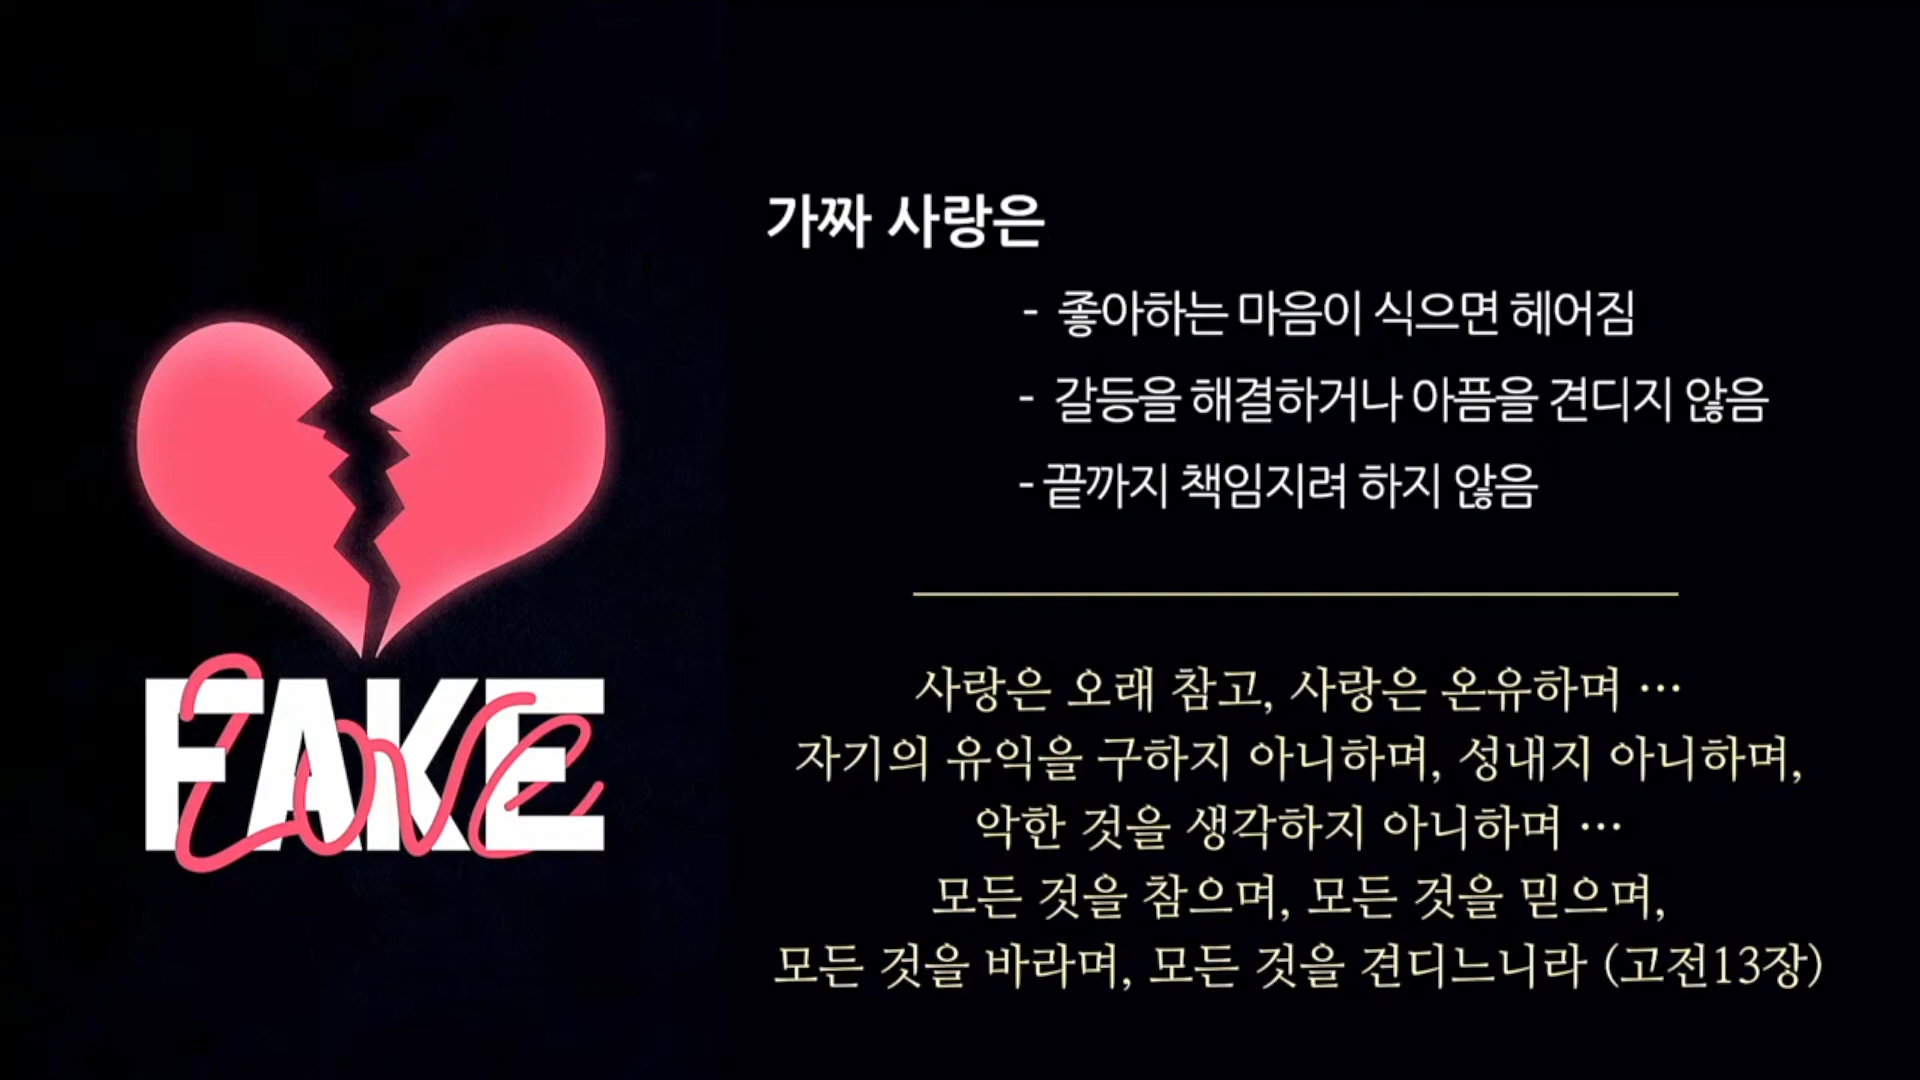 가짜 사랑은
- 좋아하는 마음이 식으면 헤어짐
- 갈등을 해결하거나 아픔을 견디지 않음
- 끝까지 책임지려 하지 않음
FAKE
Love
사랑은 오래 참고, 사랑은 온유하며 …
자기의 유익을 구하지 아니하며, 성내지 아니하며,
악한 것을 생각하지 아니하며 …
모든 것을 참으며, 모든 것을 믿으며,
모든 것을 바라며, 모든 것을 견디느니라 (고전13장)